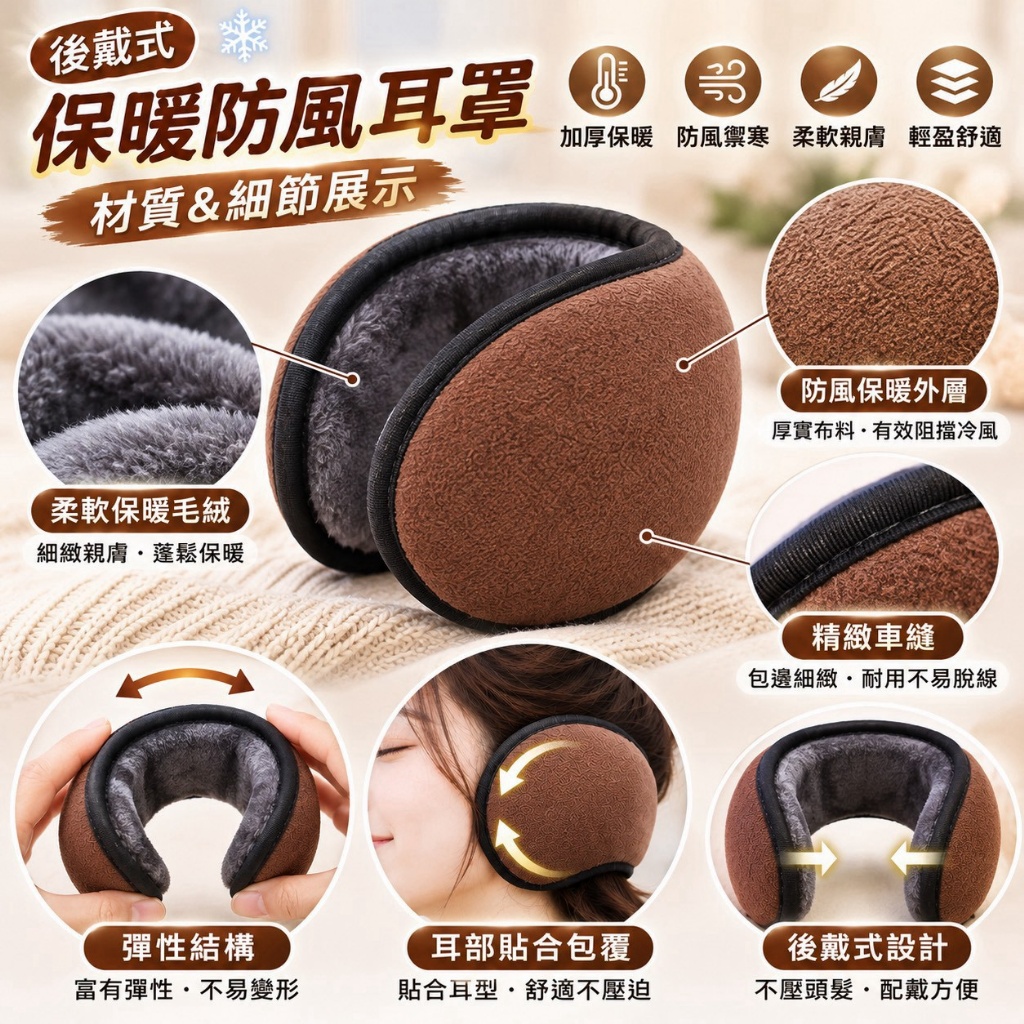 後戴式
保暖防風耳罩
材質&細節展示
加厚保暖
防風禦寒
柔軟親膚
輕盈舒適
防風保暖外層
厚實布料·有效阻擋冷風
柔軟保暖毛絨
細緻親膚·蓬鬆保暖
精緻車縫
包邊細緻·耐用不易脫線
彈性結構
富有彈性·不易變形
耳部貼合包覆
貼合耳型·舒適不壓迫
後戴式設計
不壓頭髮·配戴方便